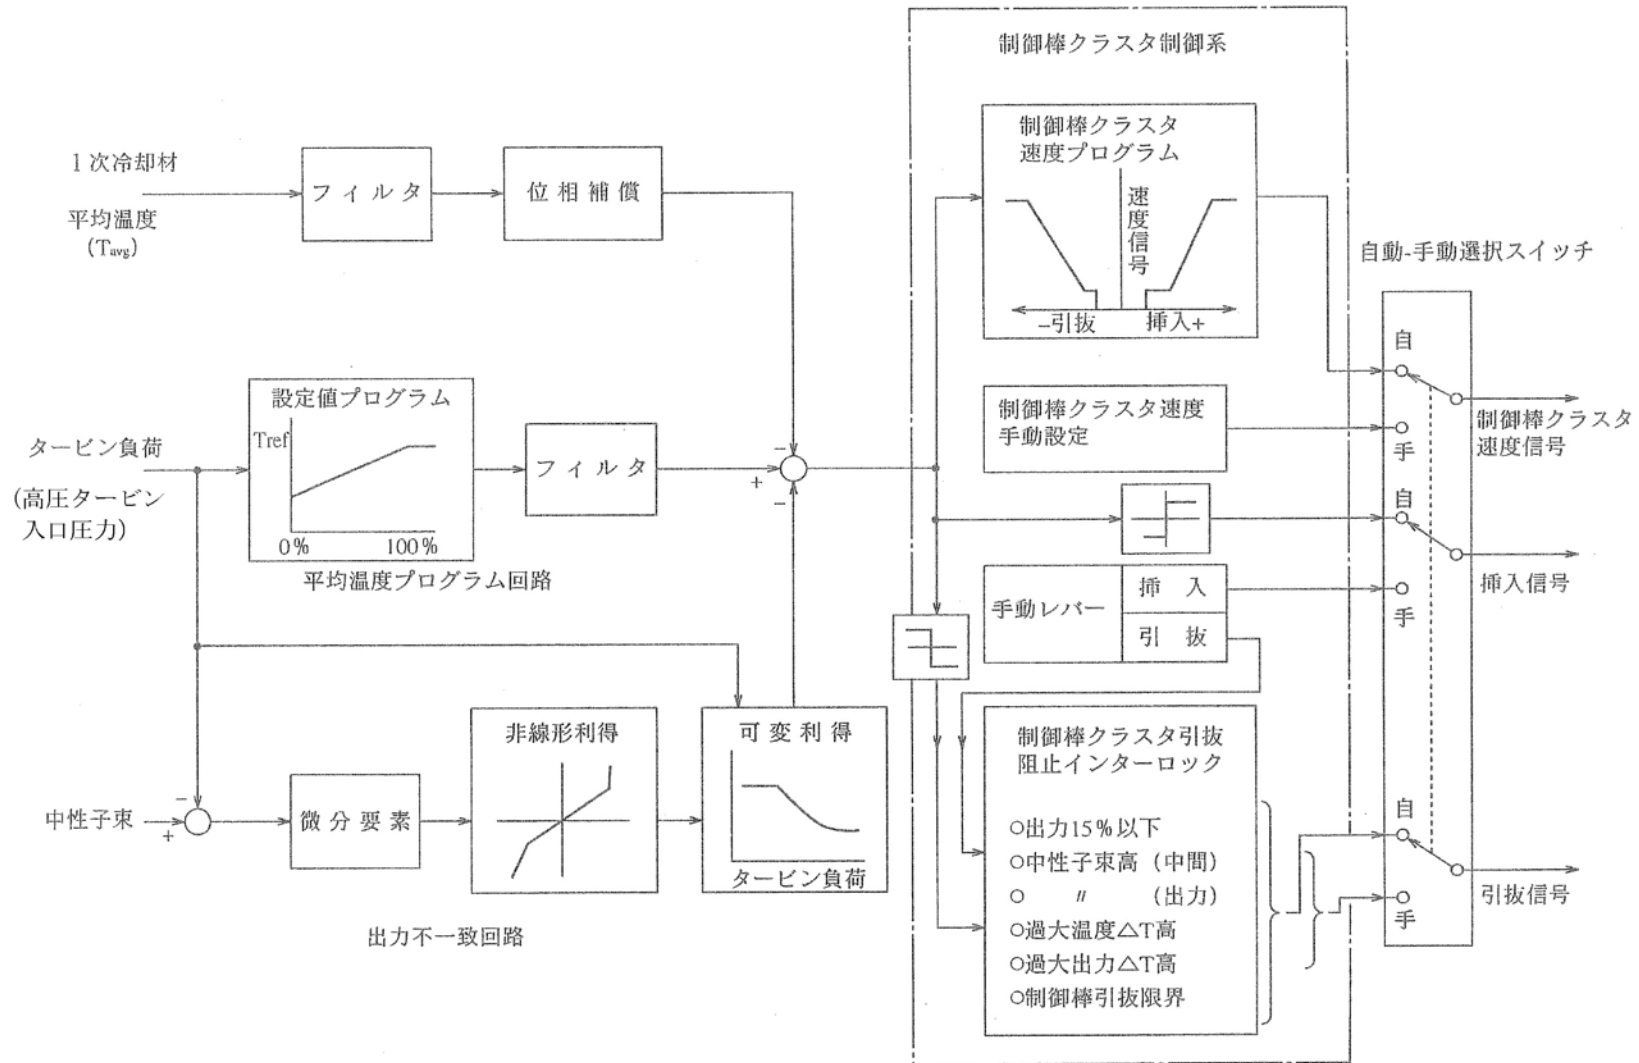 制御棒クラスタ制御系
1次冷却材
平均温度
(Tavg)
フィルタ
位相補償
制御棒クラスタ
速度プログラム
速度信号
−引抜
挿入+
自動-手動選択スイッチ
自
手
制御棒クラスタ
速度信号
設定値プログラム
Tref
0%
100%
平均温度プログラム回路
タービン負荷
(高圧タービン
入口圧力)
フィルタ
−
+
−
制御棒クラスタ速度
手動設定
自
手
挿入信号
手動レバー
挿入
引抜
中性子束
−
+
微分要素
非線形利得
可変利得
タービン負荷
出力不一致回路
制御棒クラスタ引抜
阻止インターロック
○出力15%以下
○中性子束高(中間)
○ 〃 (出力)
○過大温度△T高
○過大出力△T高
○制御棒引抜限界
自
手
引抜信号